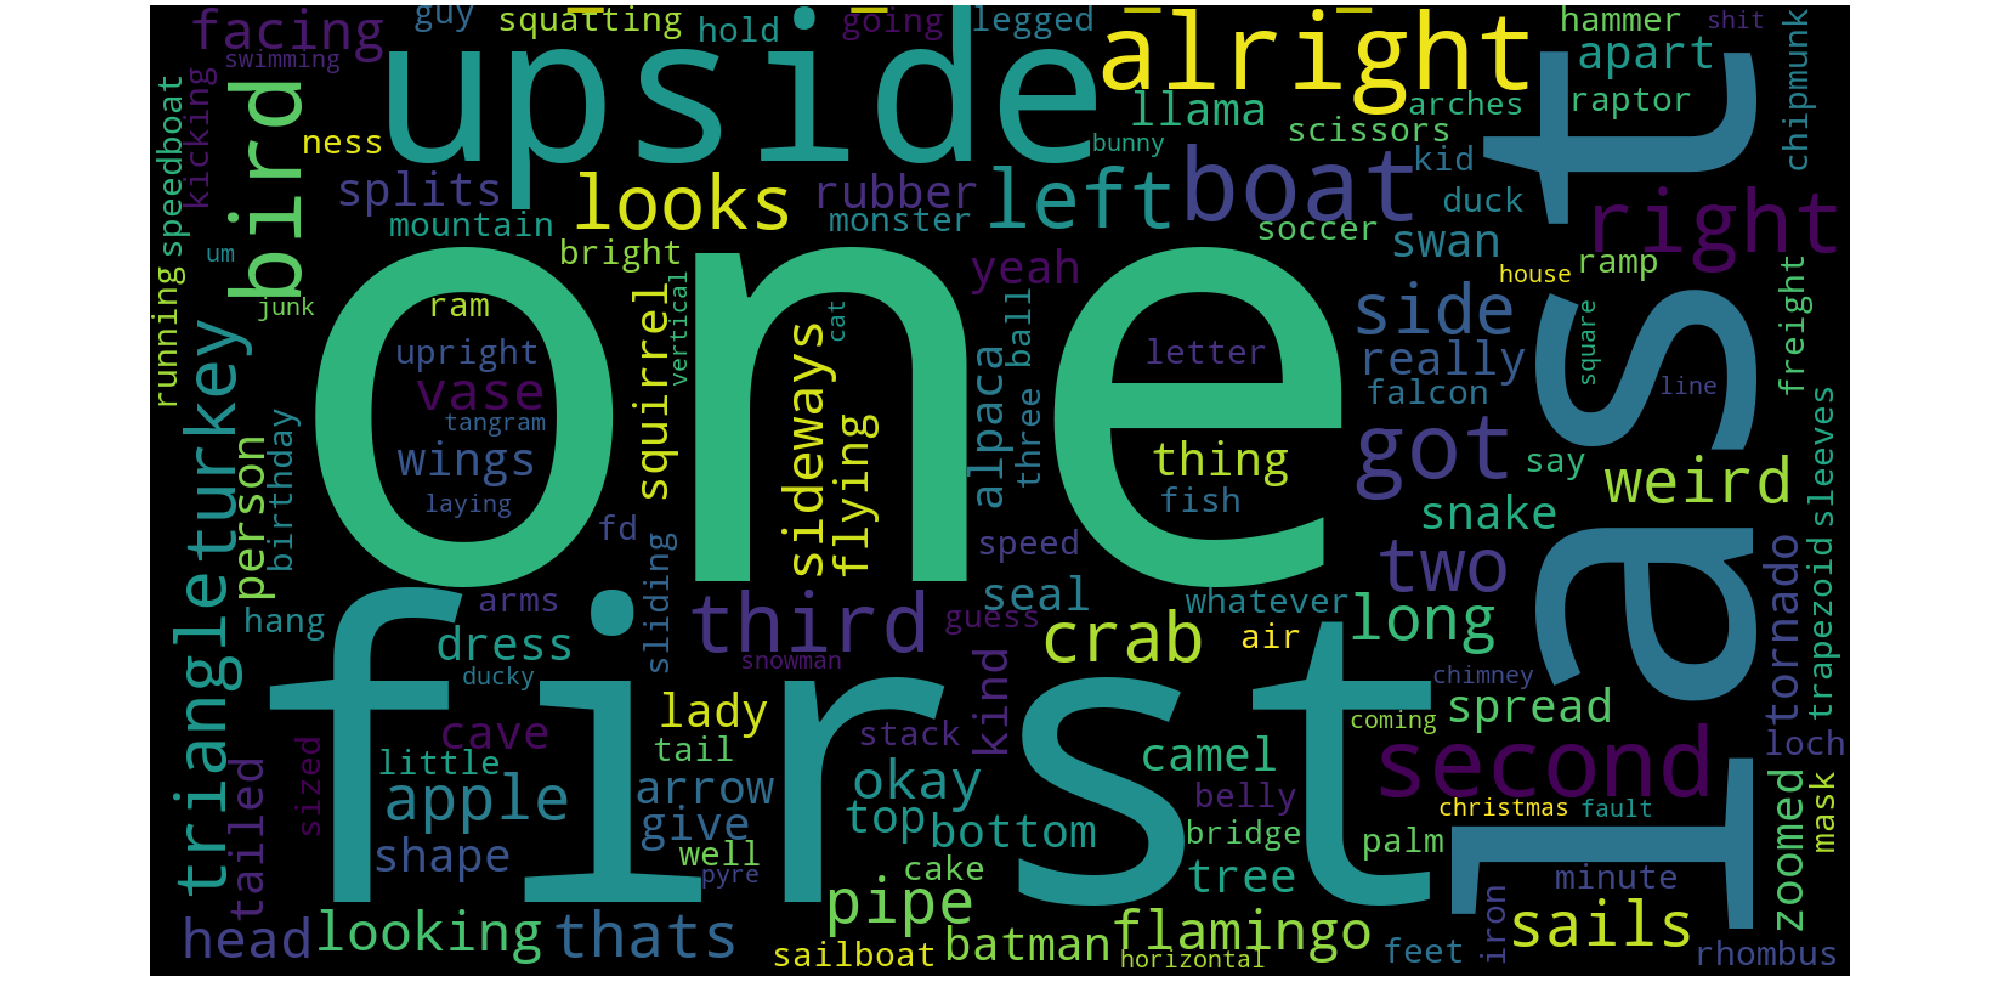 facing
guy
squatting
hold
going
legged
alright
hammer
shit
swimming
upside
apart
chipmunk
speedboat
kicking
bird
ness
llama
arches
raptor
scissors
bunny
kid
t
splits
looks
rubber
left
boat
duck
right
mountain
monster
soccer
swan
um
bright
yeah
house
ramp
running
junk
ram
squirrel
vertical
one
cat
ball
side
last
square
freight
upright
sideways
letter
really
line
triangle
turkey
vase
tangram
alpaca
three
falcon
birthday
person
wings
flying
thing
got
say
weird
sleeves
laying
fish
snake
fd
speed
two
tornado
trapezoid
hang
arms
sliding
third
seal
guess
whatever
long
dress
snowman
crab
air
ducky
first
chimney
lady
kind
coming
spread
cave
tail
stack
camel
second
loch
sized
little
tailed
apple
arrow
okay
belly
christmas
fault
zoomed
mask
give
top
bottom
bridge
palm
shape
well
pyre
cake
tree
minute
pipe
iron
head
looking
thats
sailboat
batman
flamingo
horizontal
feet
sails
rhombus